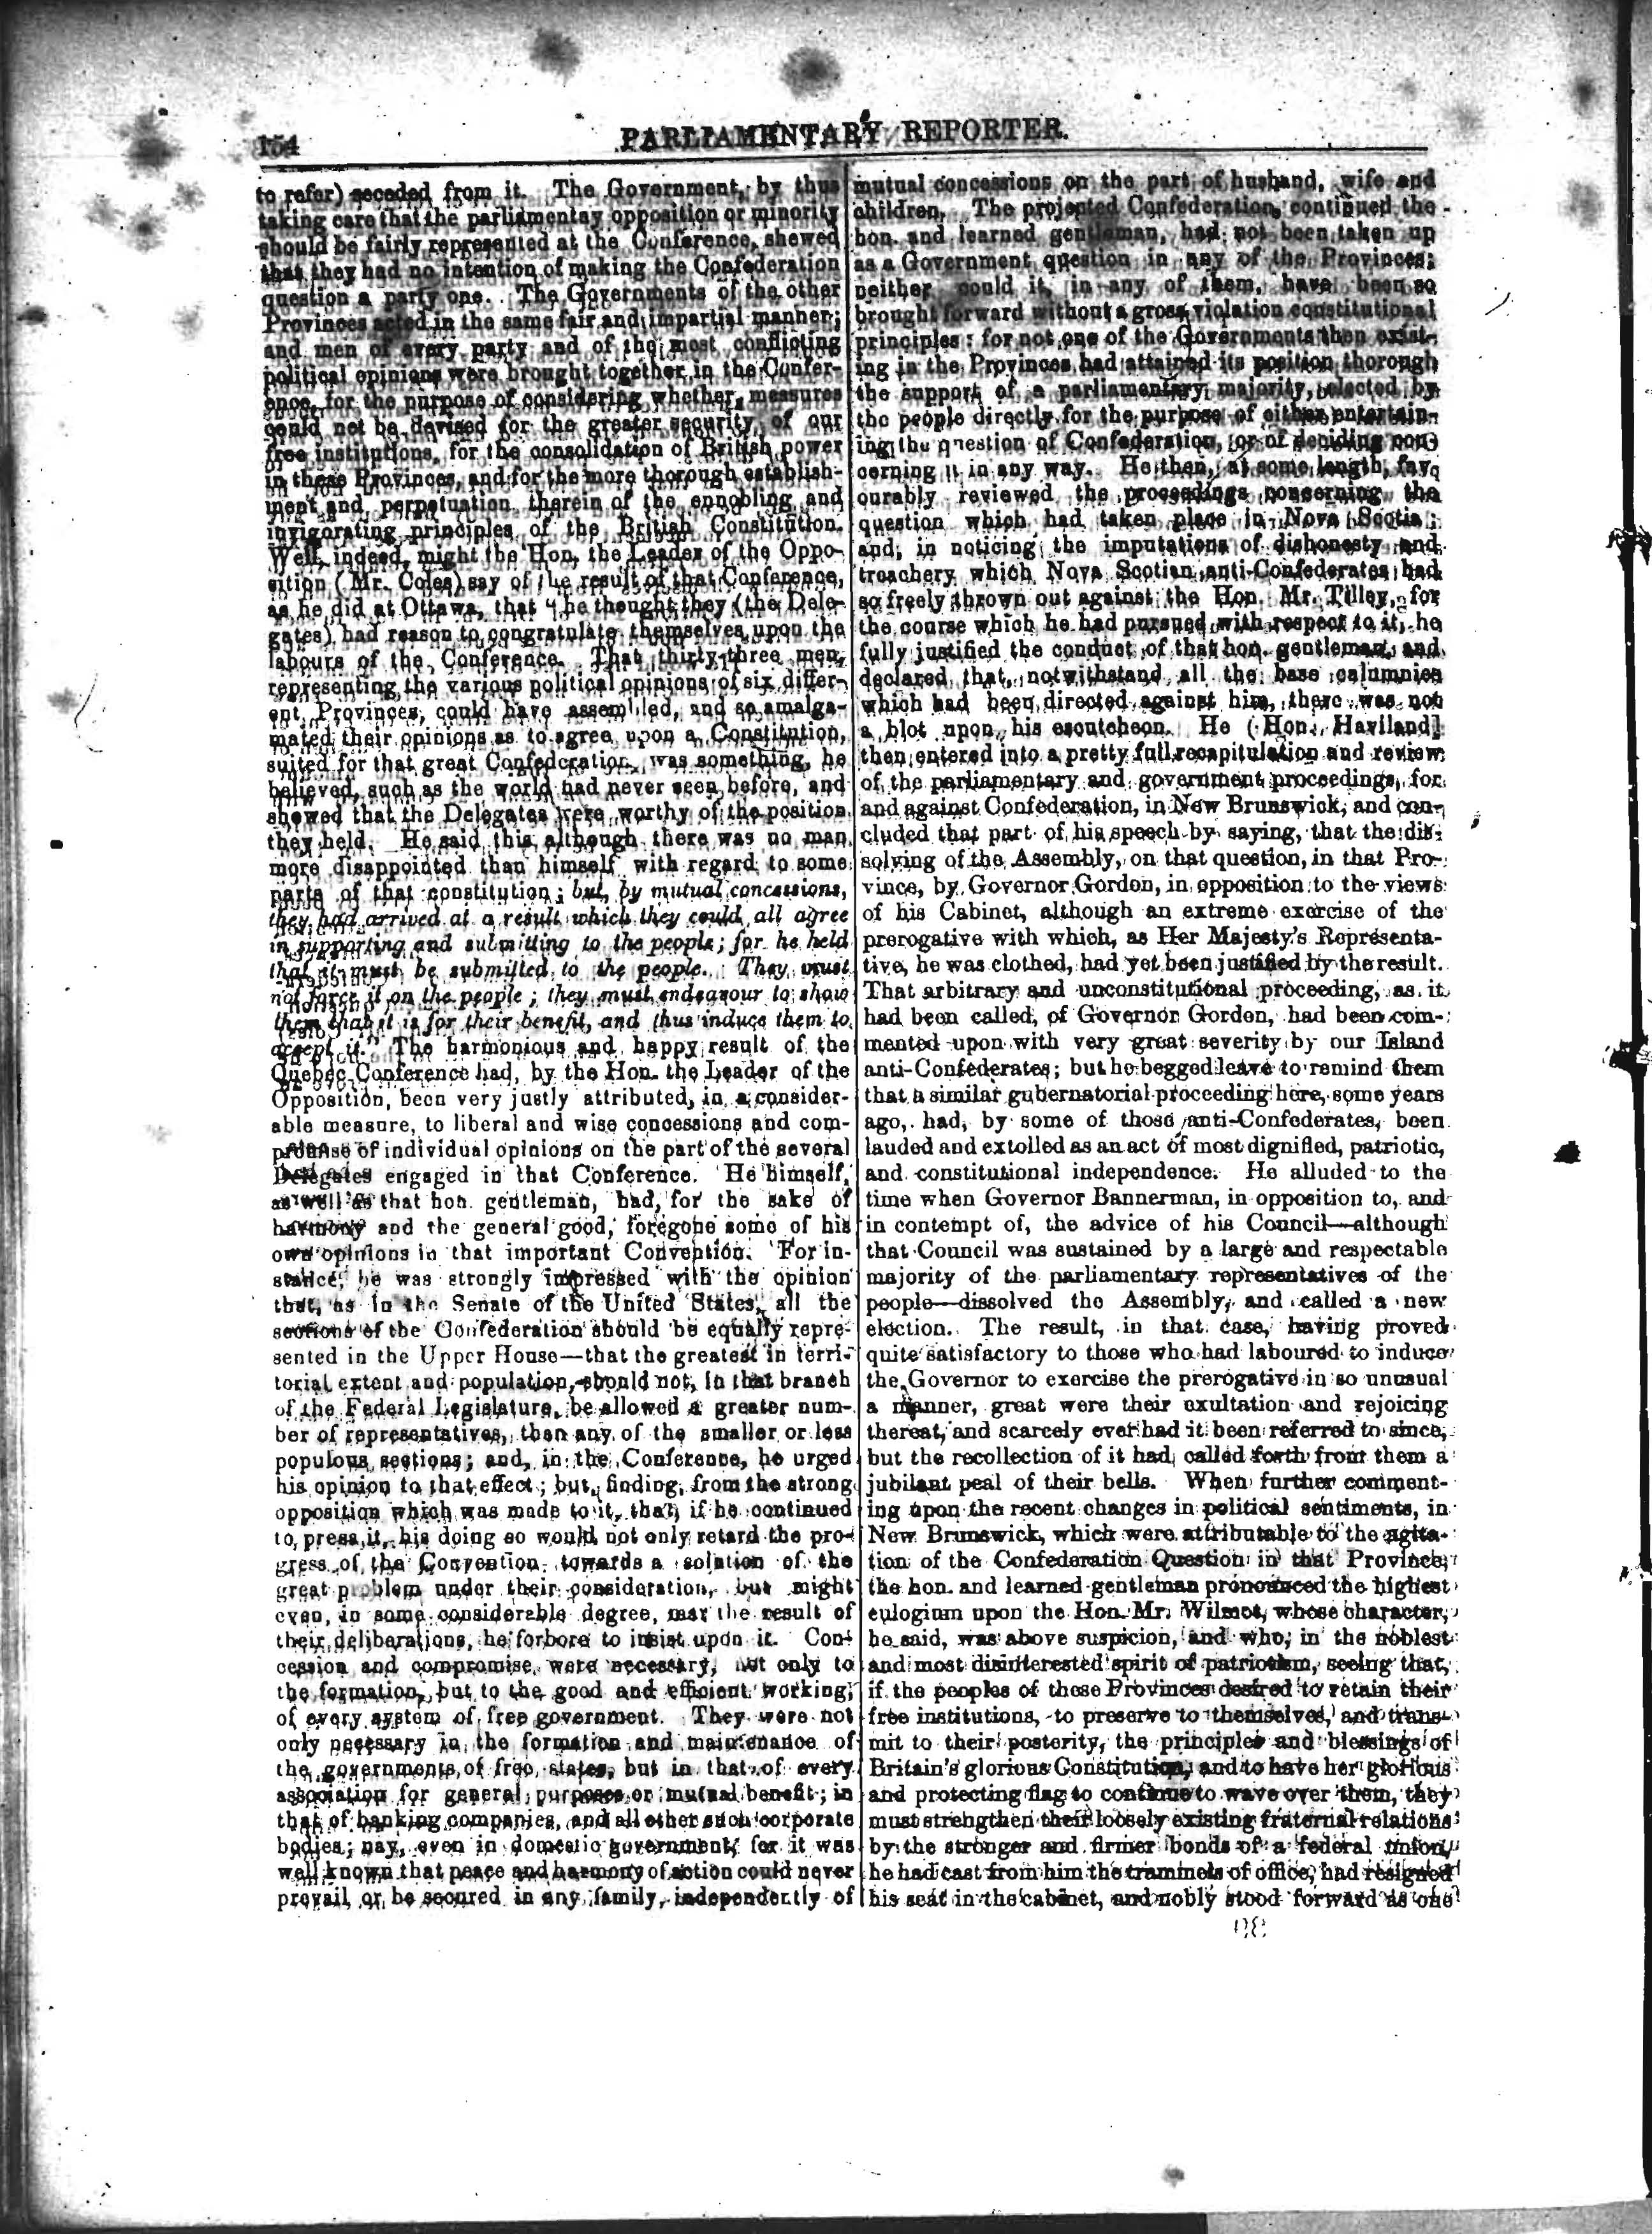 154
PARLIAMENTARY REPORTER.
to refer) seceded from it. The Government, by thus
taking care that the parliamentay opposition or minority
should be fairly represented at the Conference, shewed
that they had no intention of making the Confederation
question a party one. The Governments of the other
Provinces acted in the same fair and impartial manner;
and men of every party and of the most conflicting
political opinions were brought together in the Confer-
ence, for the purpose of considering whether measures
could not be devised for the greater security of our
free institutions, for the consolidation of British power
in these Provinces, and for the more thorough establish-
ment and perpetuation therein of the ennobling and
invigorating principles of the British Constitution.
Well, indeed, might the Hon. the Leader of the Oppo-
sition (Mr. Coles) say of the result of that Conference,
as he did at Ottawa, that "he thought they (the Dele-
gates) had reason to congratulate themselves upon the
labours of the Conference. That thirty-three men,
representing the various political opinions of six differ-
ent Provinces, could have assembled, and so amalga-
mated their opinions as to agree upon a Constitution,
suited for that great Confederation, was something, he
believed, such as the world had never seen before, and
showed that the Delegates were worthy of the position
they held. He said this, although there was no man
more disappointed than himself with regard to some
parts of that constitution; but, by mutual concessions,
they had arrived at a result which they could all agree
in supporting and submitting to the people; for he held
that it must be submitted to the people. They must
not force it on the people; they must endeavour to show
them that it is for their benefit, and thus induce them to
accept it." The harmonious and happy result of the
Quebec Conference had, by the Hon. the Leader of the
Opposition, been very justly attributed, in a consider-
able measure, to liberal and wise concessions and com-
promise of individual opinions on the part of the several
Delegates engaged in that Conference. He himself,
as well as that hon. gentleman, had, for the sake of
harmony and the general good, foregone some of his
own opinions in that important Convention. For in-
stance, he was strongly impressed with the opinion
that, as in the Senate of the United States, all the
sections of the Confederation should be equally repre-
sented in the Upper House—that the greatest in terri-
torial extent and population, should not, in that branch
of the Federal Legislature, be allowed a greater num-
ber of representatives, than any of the smaller or less
populous sections; and, in the Conference, he urged
his opinion to that effect; but, finding, from the strong
opposition which was made to it, that, if he continued
to press it, his doing so would not only retard the pro-
gress of the Convention towards a solution of the
great problem under their consideration, but might
even, in some considerable degree, mar the result of
their deliberations, he forbore to insist upon it. Con-
cession and compromise were necessary, not only to
the formation, but to the good and efficient working,
of every system of free government. They were not
only necessary in the formation and maintenance of
the governments of free states, but in that of every
association for general purposes or mutual benefit; in
that of banking companies, and all other such corporate
bodies; nay, even in domestic government; for it was
well known that peace and harmony of action could never
prevail or be secured in any family, independently of
mutual concessions on the part of husband, wife and
children. The projected Confederation, continued the
hon. and learned gentleman, had not been taken up
as a Government question in any of the Provinces;
neither could it, in any of them, have been so
brought forward without a gross violation constitutional
principles: for not one of the Governments then exist-
ing in the Provinces had attained its position thorough
the support of a parliamentary majority, elected by
the people directly for the purpose of either entertain-
ing the question of Confederation, or of deciding con-
cerning it in any way. He then, at some length, fav-
ourably reviewed the proceedings concerning the
question which had taken place in Nova Scotia;
and, in noticing the imputations of dishonesty and
treachery which Nova Scotian anti-Confederates had
so freely thrown out against the Hon. Mr. Tilley, for
the course which he had pursued with respect to it, he
fully justified the conduct of that hon. gentleman, and
declared that, notwithstand all the base calumnies
which had been directed against him, there was not
a blot upon his escutcheon. He (Hon. Haviland]
then entered into a pretty full recapitulation and review
of the parliamentary and government proceedings, for
and against Confederation, in New Brunswick, and con-
cluded that part of his speech by saying, that the dis-
solving of the Assembly, on that question, in that Pro-
vince, by Governor Gordon, in opposition to the views
of his Cabinet, although an extreme exercise of the
prerogative with which, as Her Majesty's Representa-
tive, he was clothed, had yet been justified by the result.
That arbitrary and unconstitutional proceeding, as it
had been called, of Governor Gordon, had been com-
mented upon with very great severity by our Island
anti-Confederates; but he begged leave to remind them
that a similar gubernatorial proceeding here, some years
ago, had, by some of those anti-Confederates, been
lauded and extolled as an act of most dignified, patriotic,
and constitutional independence. He alluded to the
time when Governor Bannerman, in opposition to, and
in contempt of, the advice of his Council—although
that Council was sustained by a large and respectable
majority of the parliamentary representatives of the
people—dissolved the Assembly, and called a new
election. The result, in that case, having proved
quite satisfactory to those who had laboured to induce
the Governor to exercise the prerogative in so unusual
a manner, great were their exultation and rejoicing
thereat, and scarcely ever had it been referred to since,
but the recollection of it had called forth from them a
jubilant peal of their bells. When further comment-
ing upon the recent changes in political sentiments, in
New Brunswick, which were attributable to the agita-
tion of the Confederation Question in that Province,
the hon. and learned gentleman pronounced the highest
eulogium upon the Hon. Mr. Wilmot, whose character,
he said, was above suspicion, and who, in the noblest
and most disinterested spirit of patriotism, seeing that,
if the peoples of these Provinces desired to retain their
free institutions, to preserve to themselves, and trans-
mit to their posterity, the principles and blessings of
Britain's glorious Constitution, and to have her glorious
and protecting flag to continue to wave over them, they
must strengthen their loosely existing fraternal relations
by the stronger and firmer bonds of a federal union,
he had cast from him the trammels of office, had resigned
his seat in the cabinet, and nobly stood forward as one